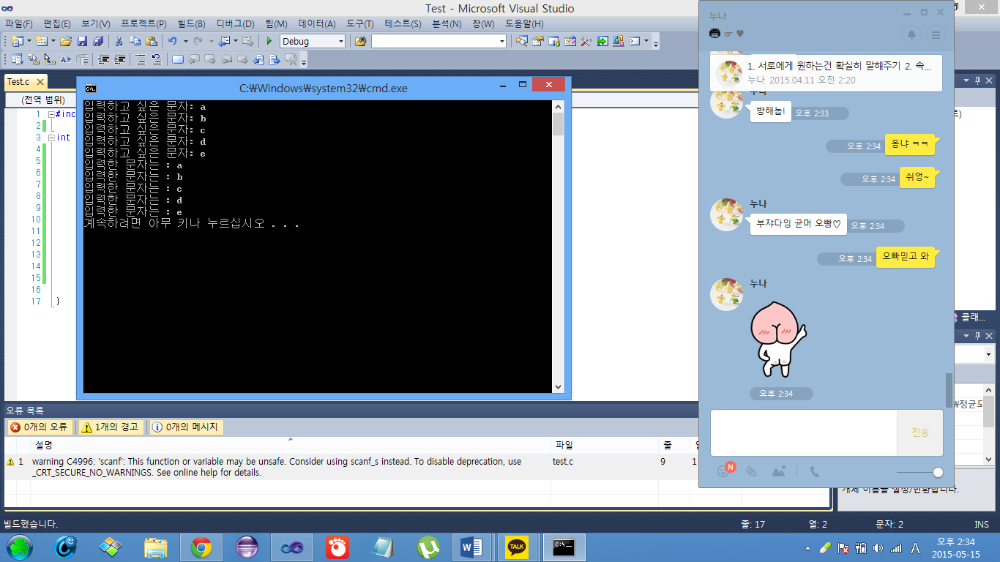 Test - Microsoft Visual Studio
파일(F) 편집(E) 보기(V) 프로젝트(P) 빌드(B) 디버그(D) 팀(M) 데이터(A) 도구(T) 테스트(S) 분석(N) 창(W) 도움말(H)
Debug
Test.c
(전역 범위)
1 #inc
2
3 int
4
5
6
7
8
9
10
11
12
13
14
15
16
17 }
C:₩Windows₩system32₩cmd.exe
입력하고 싶은 문자: a
입력하고 싶은 문자: b
입력하고 싶은 문자: c
입력하고 싶은 문자: d
입력하고 싶은 문자: e
입력한 문자는 : a
입력한 문자는 : b
입력한 문자는 : c
입력한 문자는 : d
입력한 문자는 : e
계속하려면 아무 키나 누르십시오 . . .
누나
1. 서로에게 원하는건 확실히 말해주기 2. 속...
누나 2015.04.11 오전 2:20
누나
방해놉! 오후 2:33
오후 2:34 옹냐 ㅋㅋ
오후 2:34 쉬엉~
누나
부쟈다잉 균머 오빵♡ 오후 2:34
오후 2:34 오빠믿고 와
누나
오후 2:34
전송
N
클래...
₩정균모
개체 이름을 설정/반환합니다.
오류 목록
0개의 오류 1개의 경고 0개의 메시지
설명 파일 줄
1 warning C4996: 'scanf': This function or variable may be unsafe. Consider using scanf_s instead. To disable deprecation, use test.c 9 1
_CRT_SECURE_NO_WARNINGS. See online help for details.
빌드했습니다. 줄: 17 열: 2 문자: 2 INS
TALK
A
오후 2:34
2015-05-15